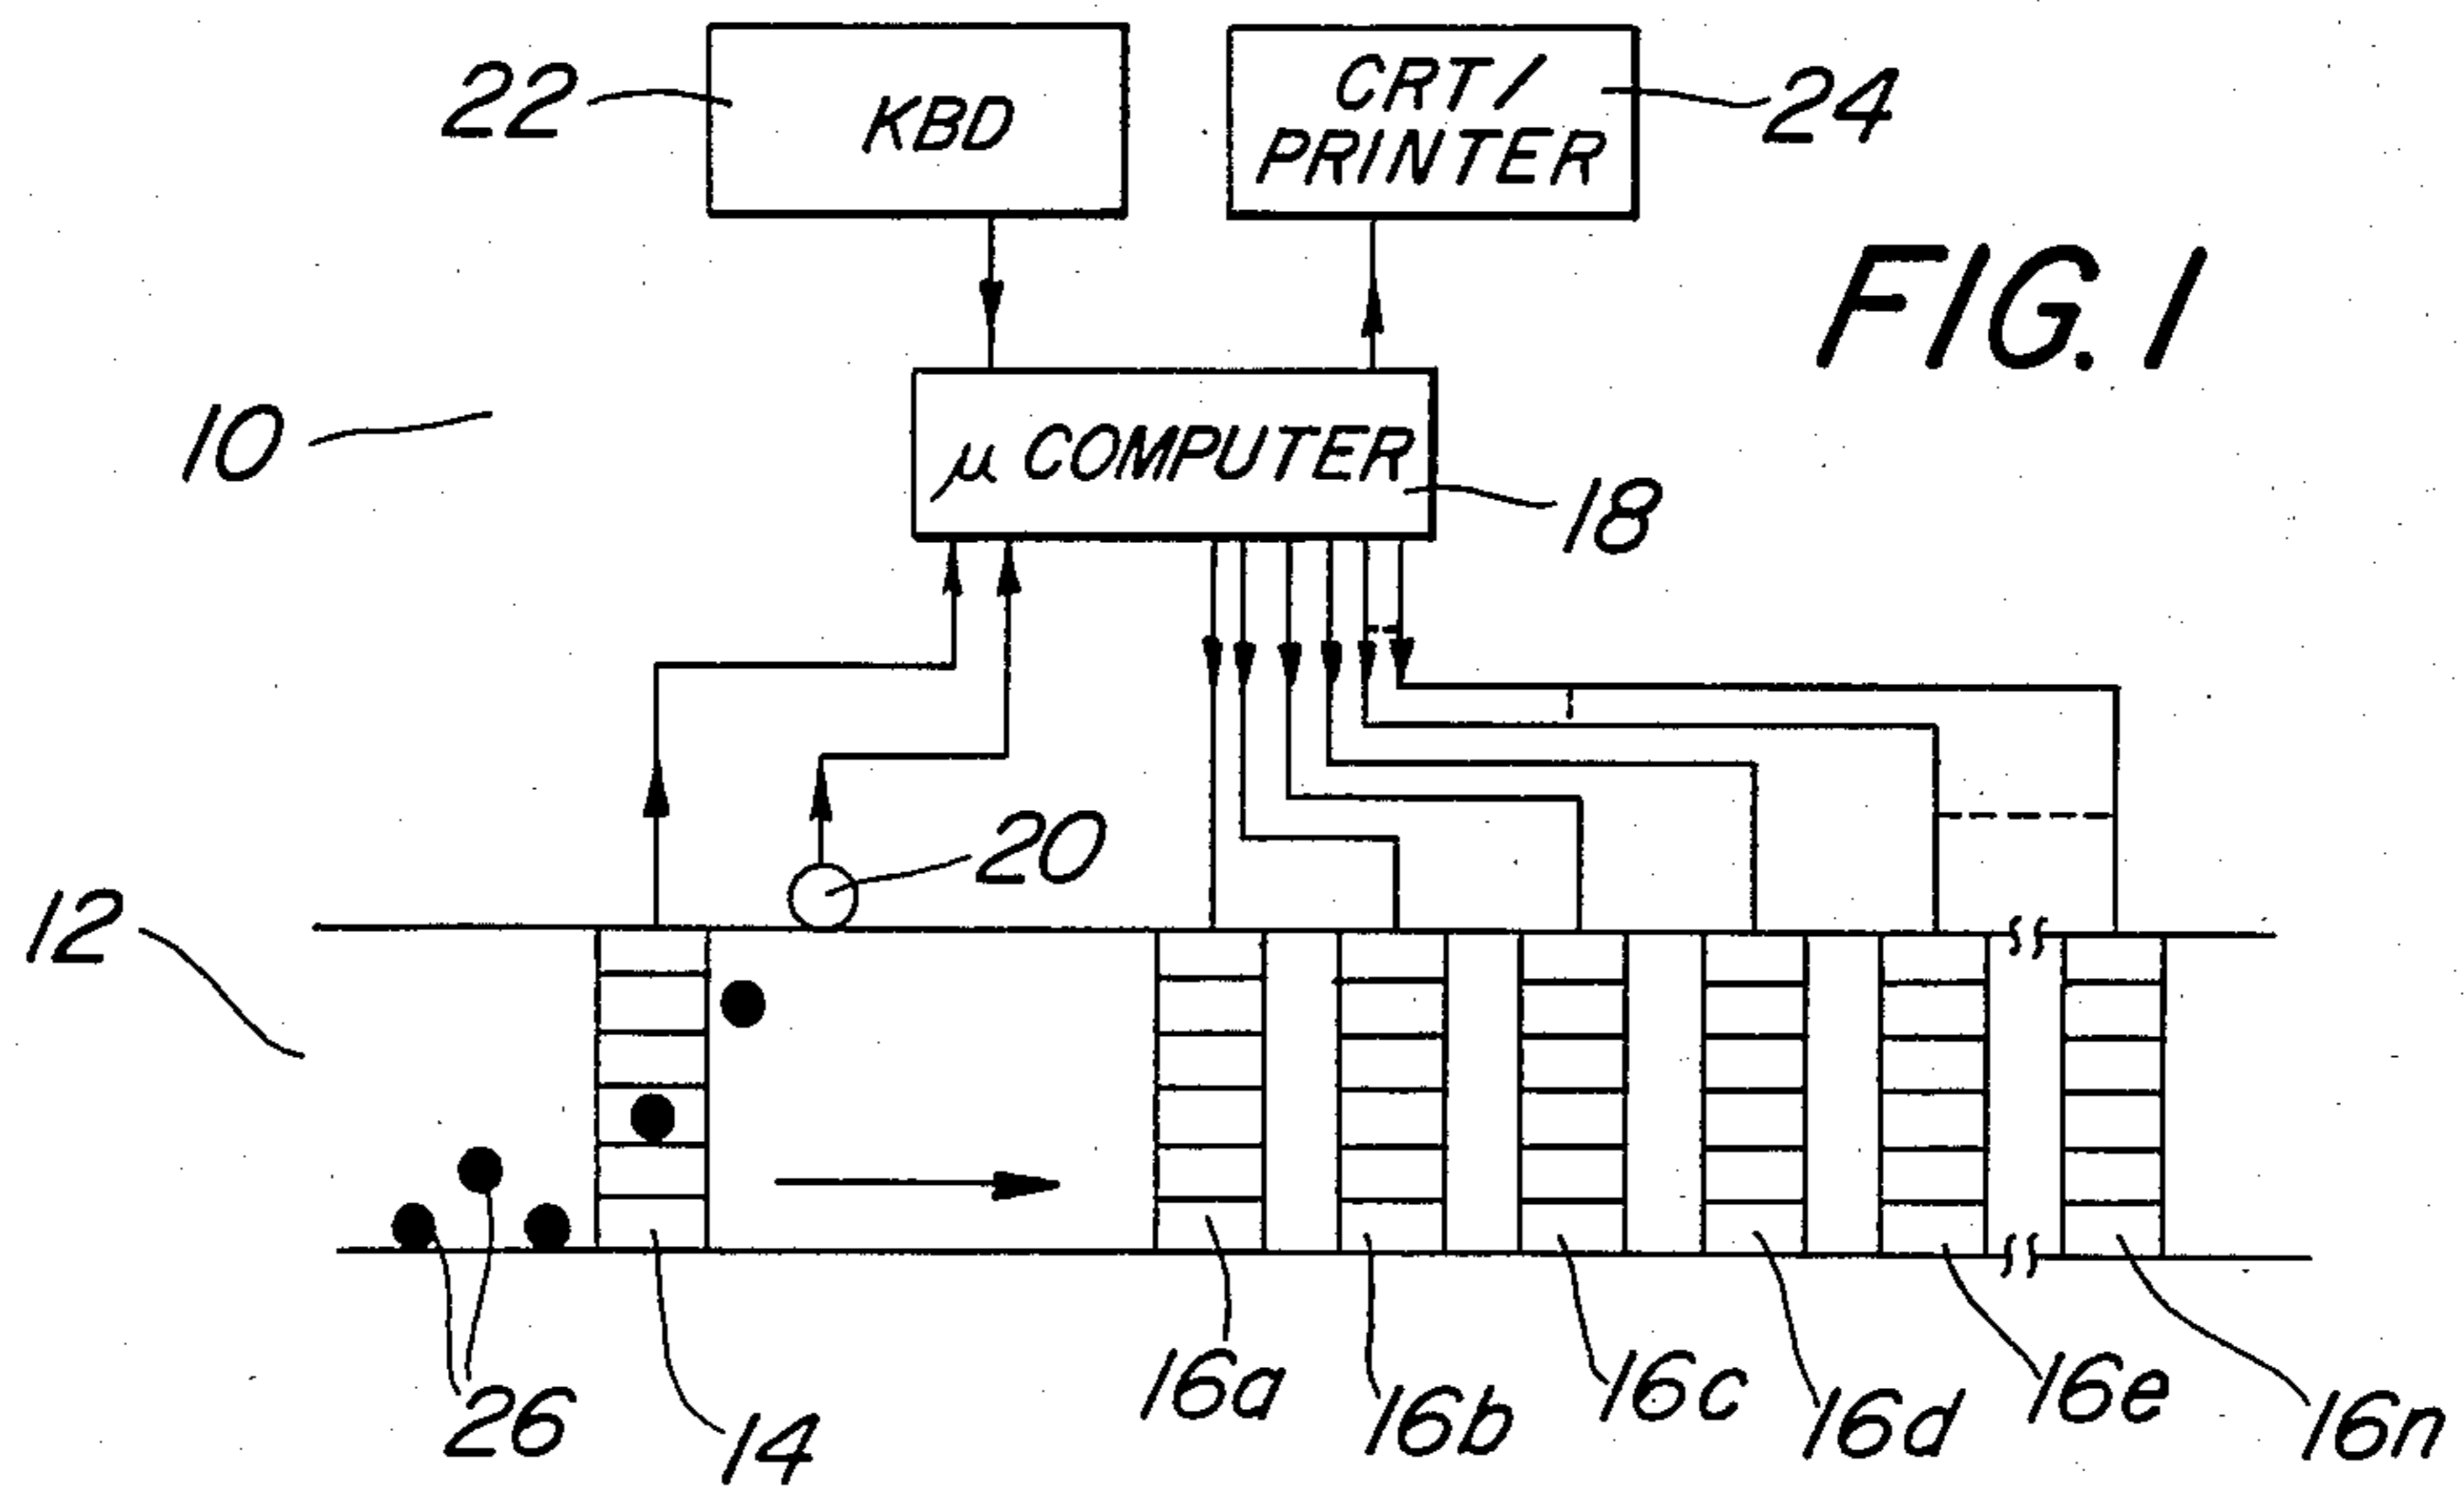 22
KBD
CRT/
PRINTER
24
FIG. 1
10
μ COMPUTER
18
20
12
26
14
16a
16b
16c
16d
16e
16n